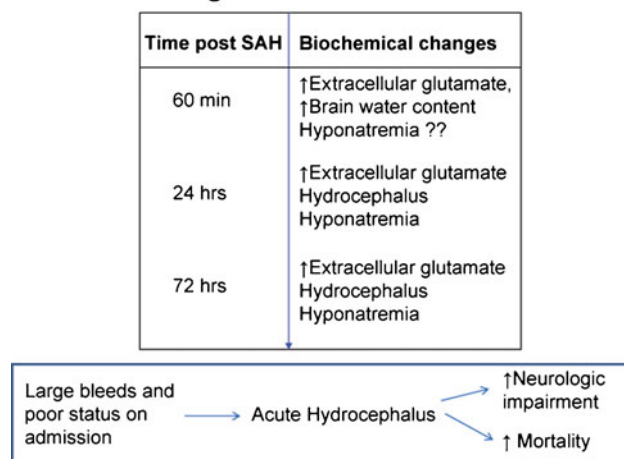 Time post SAH
Biochemical changes
60 min
↑Extracellular glutamate,
↑Brain water content
Hyponatremia ??
24 hrs
↑Extracellular glutamate
Hydrocephalus
Hyponatremia
72 hrs
↑Extracellular glutamate
Hydrocephalus
Hyponatremia
Large bleeds and
poor status on
admission
Acute Hydrocephalus
↑Neurologic
impairment
↑ Mortality